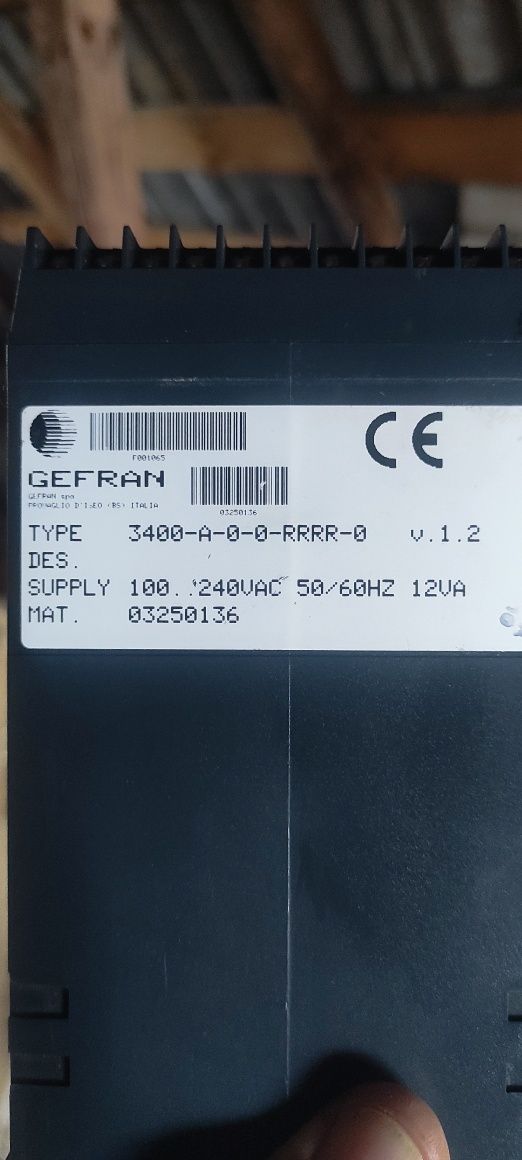 F001065
GEFRAN
GEFRAN spa
PROVAGLIO D'ISEO (BS) ITALIA
03250136
CE
TYPE 3400-A-0-0-RRRR-0 v.1.2
DES.
SUPPLY 100..240VAC 50/60HZ 12VA
MAT. 03250136